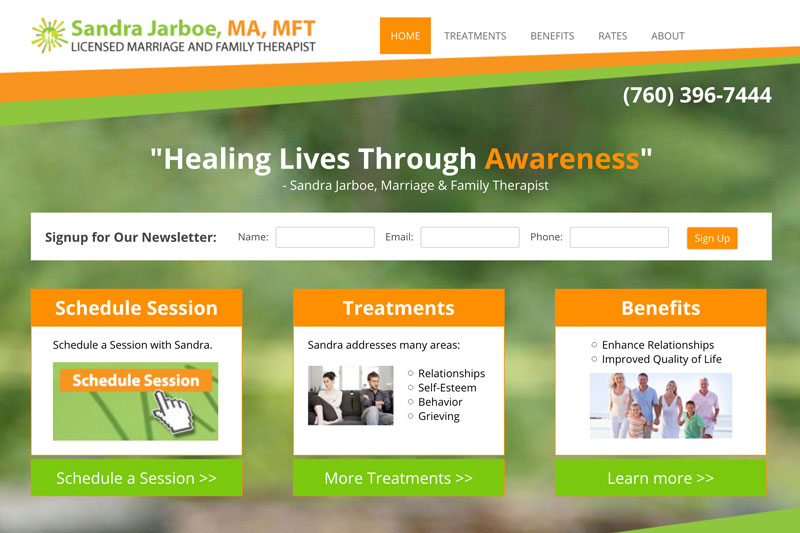 Sandra Jarboe, MA, MFT
LICENSED MARRIAGE AND FAMILY THERAPIST
HOME TREATMENTS BENEFITS RATES ABOUT
(760) 396-7444
"Healing Lives Through Awareness"
- Sandra Jarboe, Marriage & Family Therapist
Signup for Our Newsletter: Name: Email: Phone: Sign Up
Schedule Session
Schedule a Session with Sandra.
Schedule Session
Schedule a Session >>
Treatments
Sandra addresses many areas:
Relationships
Self-Esteem
Behavior
Grieving
More Treatments >>
Benefits
Enhance Relationships
Improved Quality of Life
Learn more >>